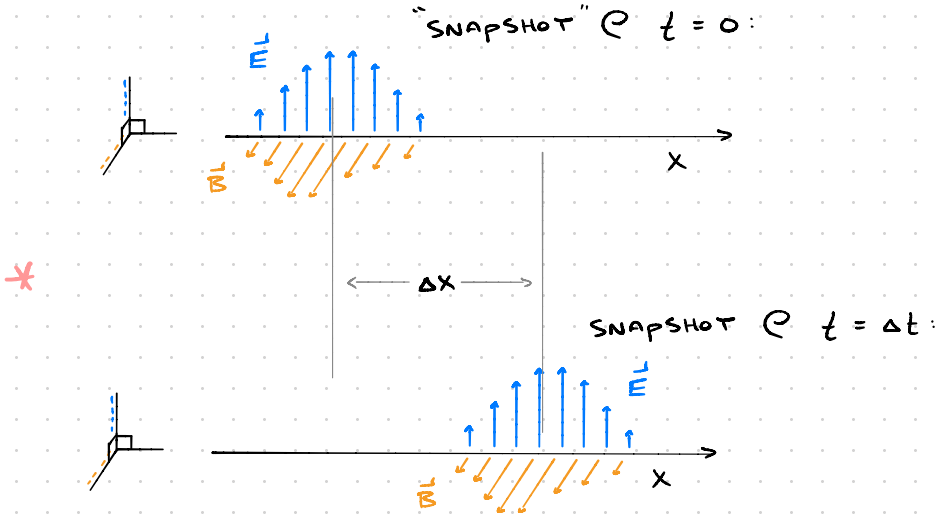 "SNAPSHOT" @ t = 0:
E⃗
B⃗
X
ΔX
*
SNAPSHOT @ t = Δt:
E⃗
B⃗
X